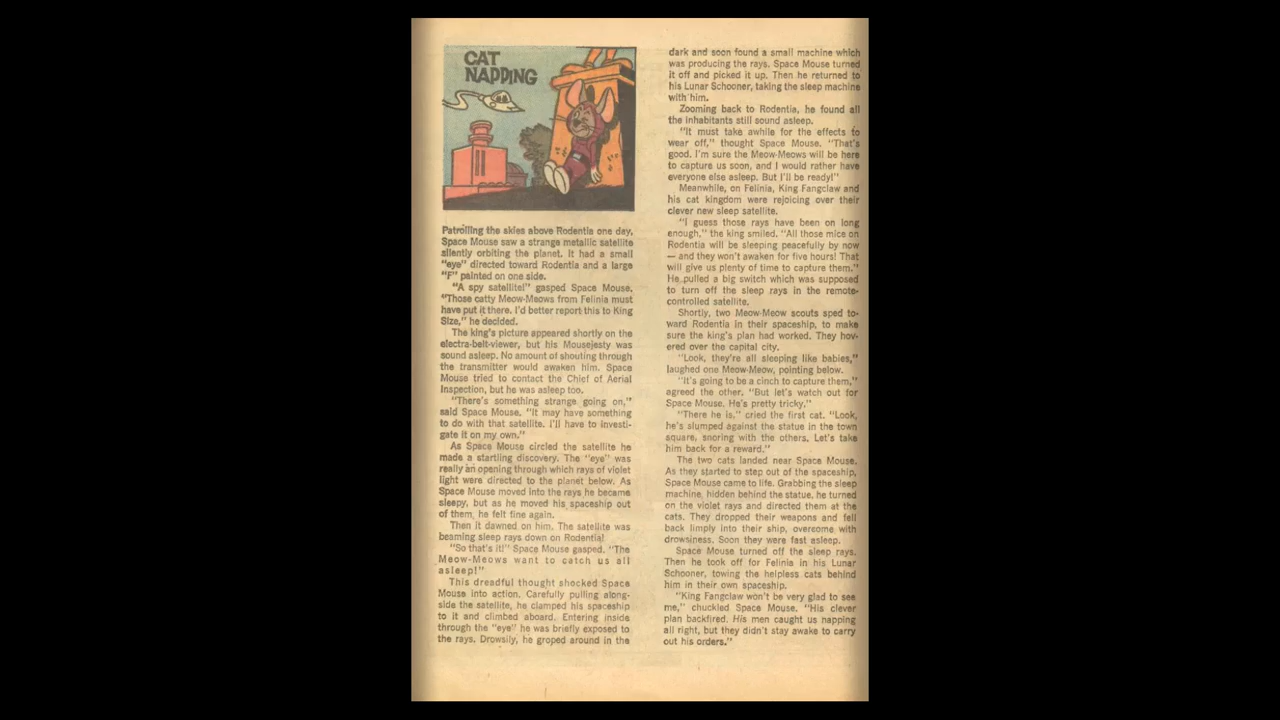 CAT
NAPPING
Patrolling the skies above Rodentia one day,
Space Mouse saw a strange metallic satellite
silently orbiting the planet. It had a small
"eye" directed toward Rodentia and a large
"F" painted on one side.
"A spy satellite!" gasped Space Mouse.
"Those catty Meow-Meows from Felinia must
have put it there. I'd better report this to King
Size," he decided.
The king's picture appeared shortly on the
electra-belt-viewer, but his Mousejesty was
sound asleep. No amount of shouting through
the transmitter would awaken him. Space
Mouse tried to contact the Chief of Aerial
Inspection, but he was asleep too.
"There's something strange going on,"
said Space Mouse. "It may have something
to do with that satellite. I'll have to investi-
gate it on my own."
As Space Mouse circled the satellite he
made a startling discovery. The "eye" was
really an opening through which rays of violet
light were directed to the planet below. As
Space Mouse moved into the rays he became
sleepy, but as he moved his spaceship out
of them, he felt fine again.
Then it dawned on him. The satellite was
beaming sleep rays down on Rodentia!
"So that's it!" Space Mouse gasped. "The
Meow-Meows want to catch us all
asleep!"
This dreadful thought shocked Space
Mouse into action. Carefully pulling along-
side the satellite, he clamped his spaceship
to it and climbed aboard. Entering inside
through the "eye" he was briefly exposed to
the rays. Drowsily, he groped around in the
dark and soon found a small machine which
was producing the rays. Space Mouse turned
it off and picked it up. Then he returned to
his Lunar Schooner, taking the sleep machine
with him.
Zooming back to Rodentia, he found all
the inhabitants still sound asleep.
"It must take awhile for the effects to
wear off," thought Space Mouse. "That's
good. I'm sure the Meow-Meows will be here
to capture us soon, and I would rather have
everyone else asleep. But I'll be ready!"
Meanwhile, on Felinia, King Fangclaw and
his cat kingdom were rejoicing over their
clever new sleep satellite.
"I guess those rays have been on long
enough," the king smiled. "All those mice on
Rodentia will be sleeping peacefully by now
— and they won't awaken for five hours! That
will give us plenty of time to capture them."
He pulled a big switch which was supposed
to turn off the sleep rays in the remote-
controlled satellite.
Shortly, two Meow-Meow scouts sped to-
ward Rodentia in their spaceship, to make
sure the king's plan had worked. They hov-
ered over the capital city.
"Look, they're all sleeping like babies,"
laughed one Meow-Meow, pointing below.
"It's going to be a cinch to capture them,"
agreed the other. "But let's watch out for
Space Mouse. He's pretty tricky."
"There he is," cried the first cat. "Look,
he's slumped against the statue in the town
square, snoring with the others. Let's take
him back for a reward."
The two cats landed near Space Mouse.
As they started to step out of the spaceship,
Space Mouse came to life. Grabbing the sleep
machine, hidden behind the statue, he turned
on the violet rays and directed them at the
cats. They dropped their weapons and fell
back limply into their ship, overcome with
drowsiness. Soon they were fast asleep.
Space Mouse turned off the sleep rays.
Then he took off for Felinia in his Lunar
Schooner, towing the helpless cats behind
him in their own spaceship.
"King Fangclaw won't be very glad to see
me," chuckled Space Mouse. "His clever
plan backfired. His men caught us napping
all right, but they didn't stay awake to carry
out his orders."